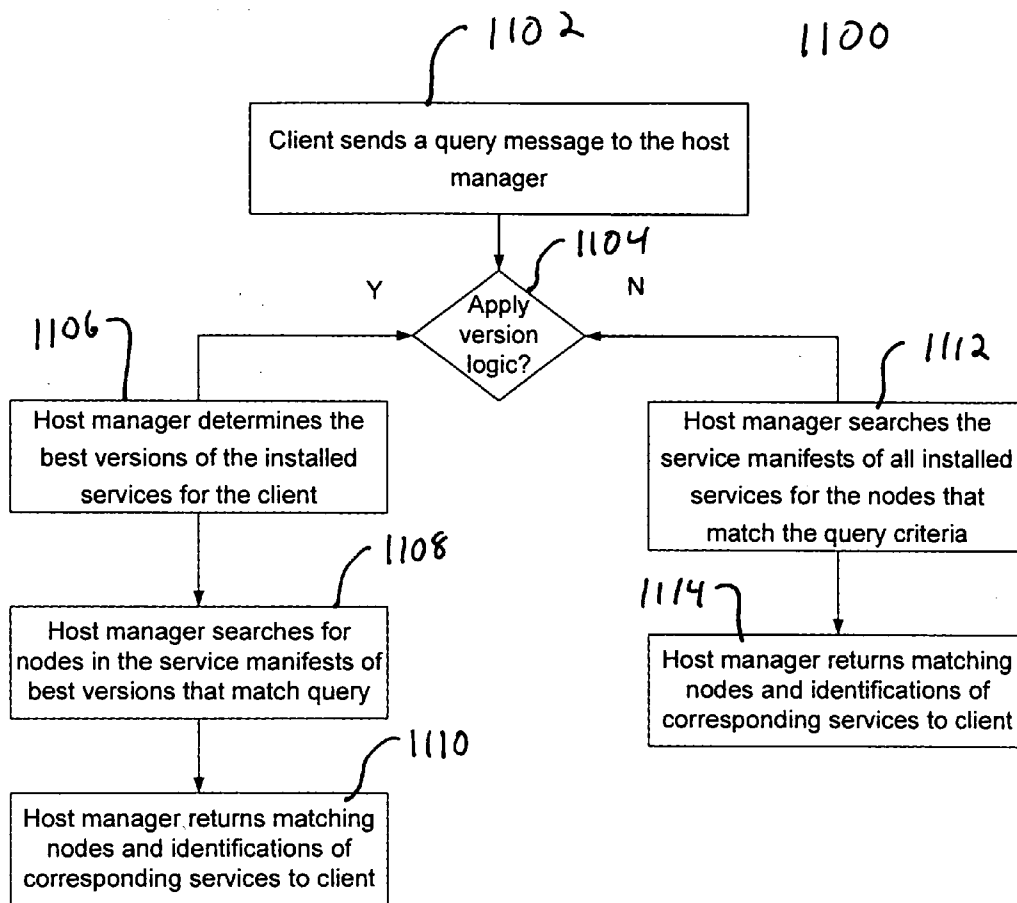 1102
1100
Client sends a query message to the host
manager
1104
Y
N
Apply
version
logic?
1106
Host manager determines the
best versions of the installed
services for the client
1108
Host manager searches for
nodes in the service manifests of
best versions that match query
1110
Host manager returns matching
nodes and identifications of
corresponding services to client
1112
Host manager searches the
service manifests of all installed
services for the nodes that
match the query criteria
1114
Host manager returns matching
nodes and identifications of
corresponding services to client